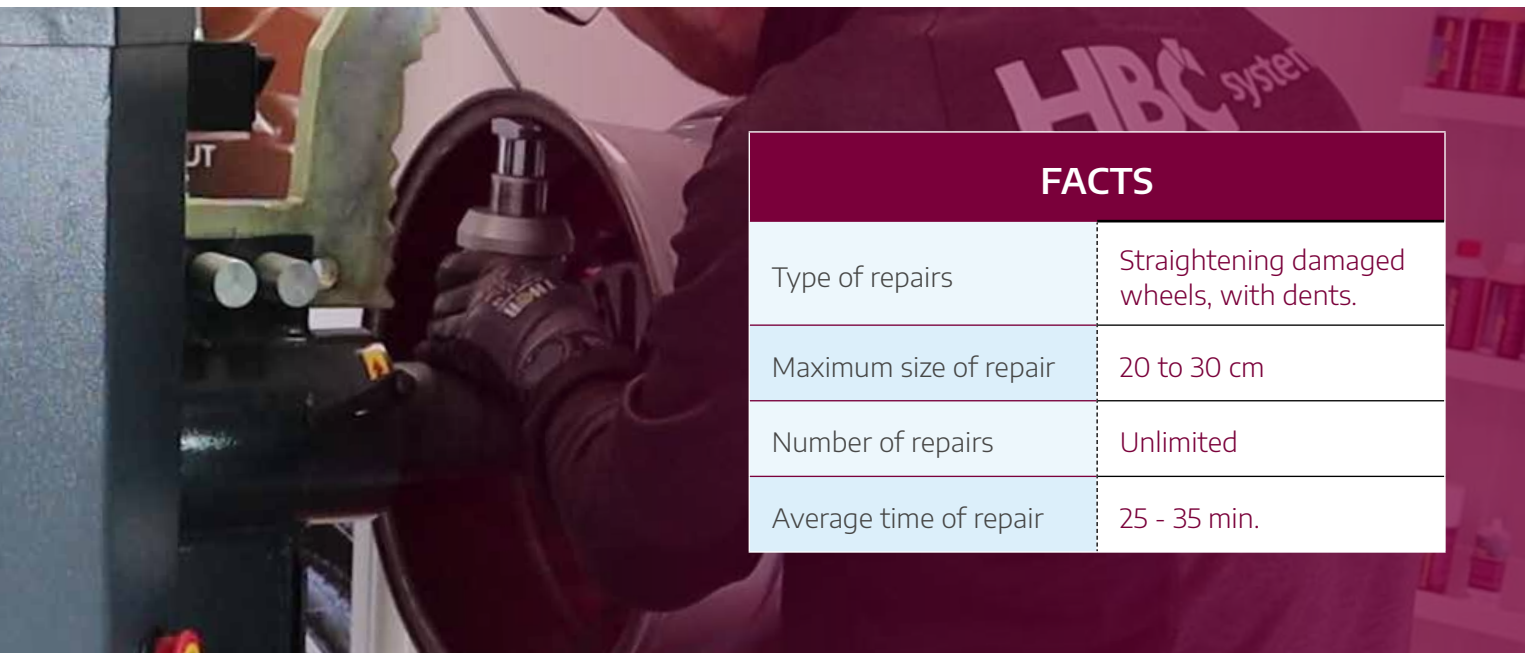 UT
HBC system
FACTS
Type of repairs
Straightening damaged
wheels, with dents.
Maximum size of repair
20 to 30 cm
Number of repairs
Unlimited
Average time of repair
25 - 35 min.